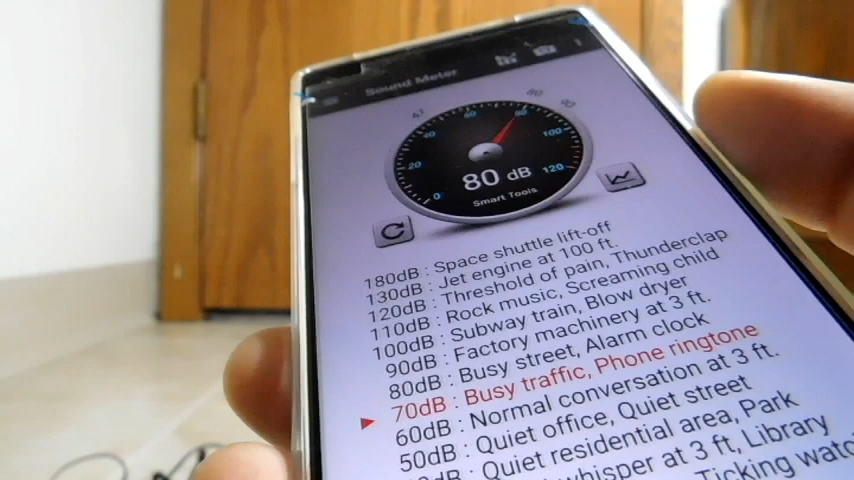 Sound Meter
41 80 90
0 20 40 60 80 100 120
80 dB
Smart Tools
180dB : Space shuttle lift-off
130dB : Jet engine at 100 ft.
120dB : Threshold of pain, Thunderclap
110dB : Rock music, Screaming child
100dB : Subway train, Blow dryer
90dB : Factory machinery at 3 ft.
80dB : Busy street, Alarm clock
70dB : Busy traffic, Phone ringtone
60dB : Normal conversation at 3 ft.
50dB : Quiet office, Quiet street
dB : Quiet residential area, Park
whisper at 3 ft, Library
Ticking watch